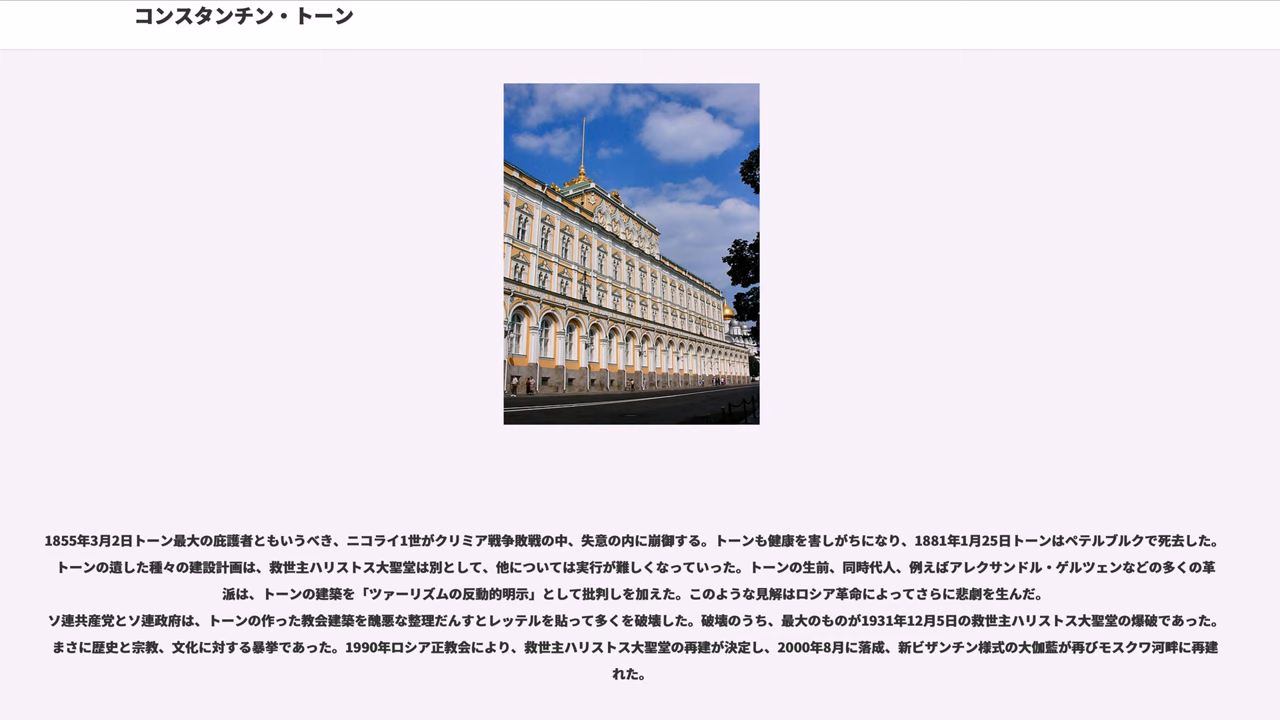 コンスタンチン・トーン
1855年3月2日トーン最大の庇護者ともいうべき、ニコライ1世がクリミア戦争敗戦の中、失意の内に崩御する。トーンも健康を害しがちになり、1881年1月25日トーンはペテルブルクで死去した。
トーンの遺した種々の建設計画は、救世主ハリストス大聖堂は別として、他については実行が難しくなっていった。トーンの生前、同時代人、例えばアレクサンドル・ゲルツェンなどの多くの革
派は、トーンの建築を「ツァーリズムの反動的明示」として批判しを加えた。このような見解はロシア革命によってさらに悲劇を生んだ。
ソ連共産党とソ連政府は、トーンの作った教会建築を醜悪な整理だんすとレッテルを貼って多くを破壊した。破壊のうち、最大のものが1931年12月5日の救世主ハリストス大聖堂の爆破であった。
まさに歴史と宗教、文化に対する暴挙であった。1990年ロシア正教会により、救世主ハリストス大聖堂の再建が決定し、2000年8月に落成、新ビザンチン様式の大伽藍が再びモスクワ河畔に再建
れた。